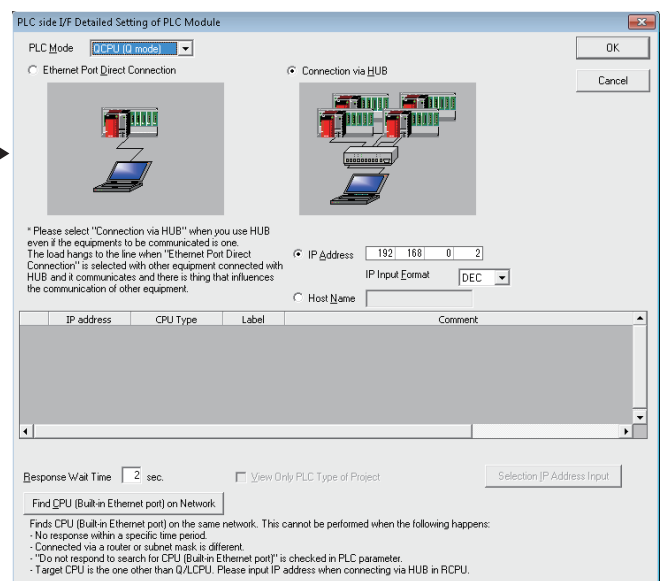 PLC side I/F Detailed Setting of PLC Module
PLC Mode QCPU (Q mode)
OK
Cancel
Ethernet Port Direct Connection
Connection via HUB
* Please select "Connection via HUB" when you use HUB
even if the equipments to be communicated is one.
The load hangs to the line when "Ethernet Port Direct
Connection" is selected with other equipment connected with
HUB and it communicates and there is thing that influences
the communication of other equipment.
IP Address 192 168 0 2
IP Input Format DEC
Host Name
IP address CPU Type Label Comment
Response Wait Time 2 sec.
View Only PLC Type of Project
Selection IP Address Input
Find CPU (Built-in Ethernet port) on Network
Finds CPU (Built-in Ethernet port) on the same network. This cannot be performed when the following happens:
- No response within a specific time period.
- Connected via a router or subnet mask is different.
- "Do not respond to search for CPU (Built-in Ethernet port)" is checked in PLC parameter.
- Target CPU is the one other than Q/LCPU. Please input IP address when connecting via HUB in RCPU.